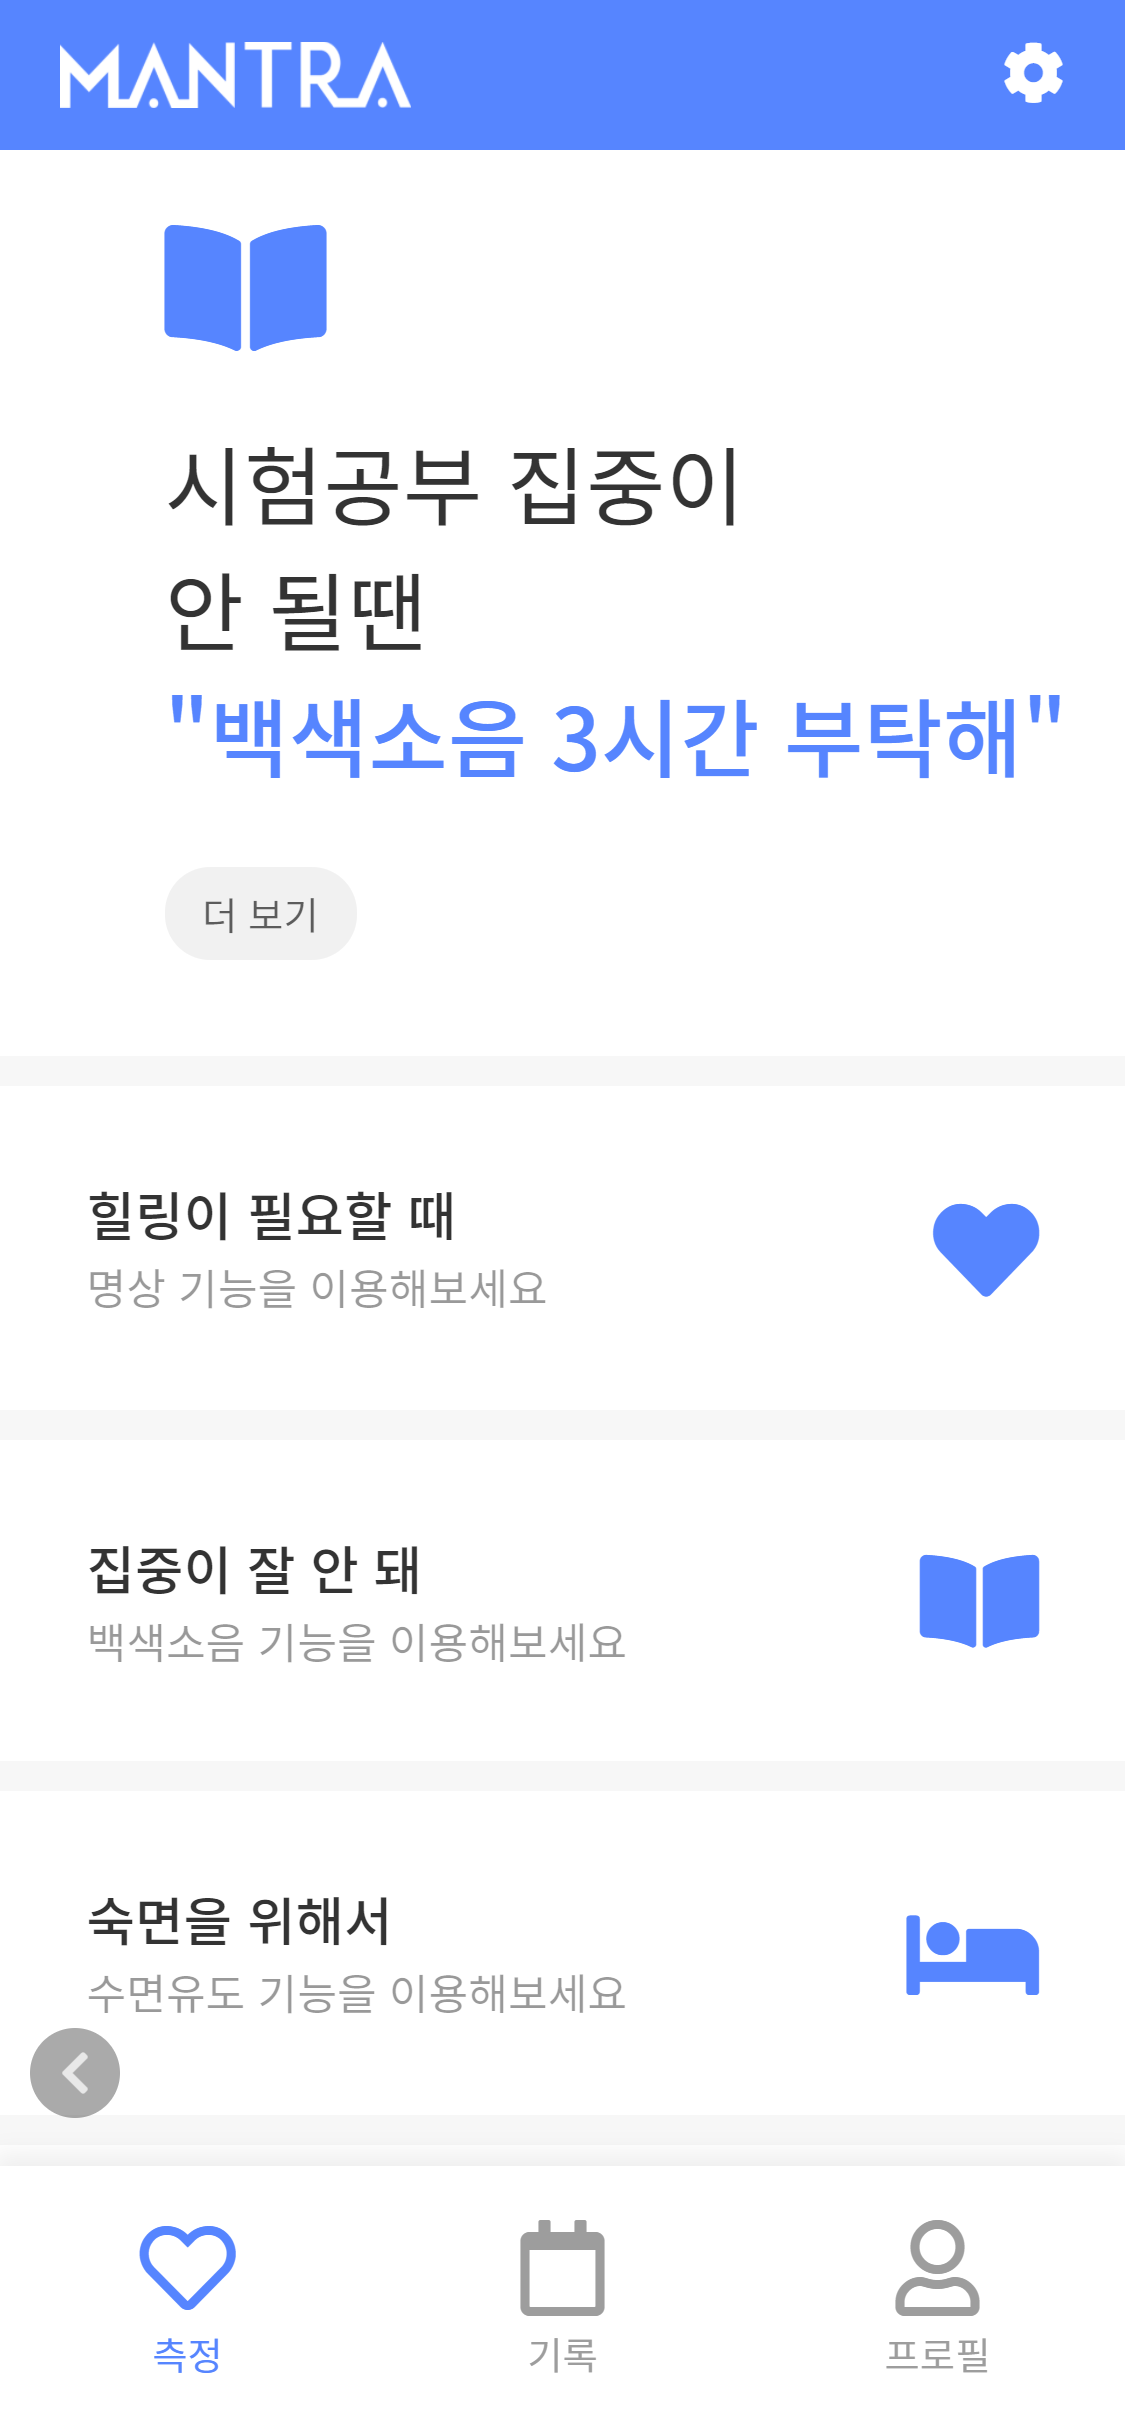 MANTRA
시험공부 집중이
안 될땐
"백색소음 3시간 부탁해"
더 보기
힐링이 필요할 때
명상 기능을 이용해보세요
집중이 잘 안 돼
백색소음 기능을 이용해보세요
숙면을 위해서
수면유도 기능을 이용해보세요
측정
기록
프로필